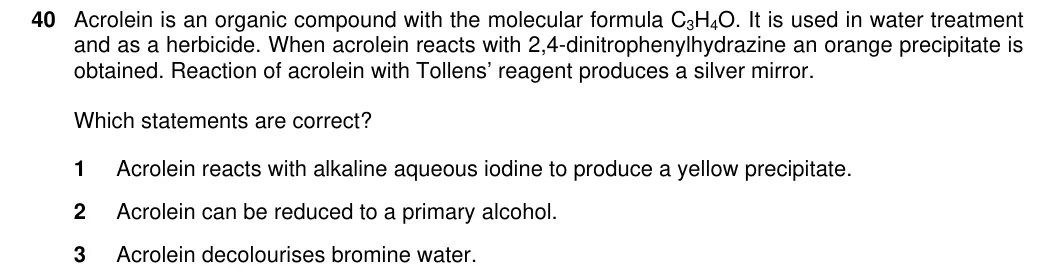 40 Acrolein is an organic compound with the molecular formula C₃H₄O. It is used in water treatment
and as a herbicide. When acrolein reacts with 2,4-dinitrophenylhydrazine an orange precipitate is
obtained. Reaction of acrolein with Tollens’ reagent produces a silver mirror.
Which statements are correct?
1 Acrolein reacts with alkaline aqueous iodine to produce a yellow precipitate.
2 Acrolein can be reduced to a primary alcohol.
3 Acrolein decolourises bromine water.